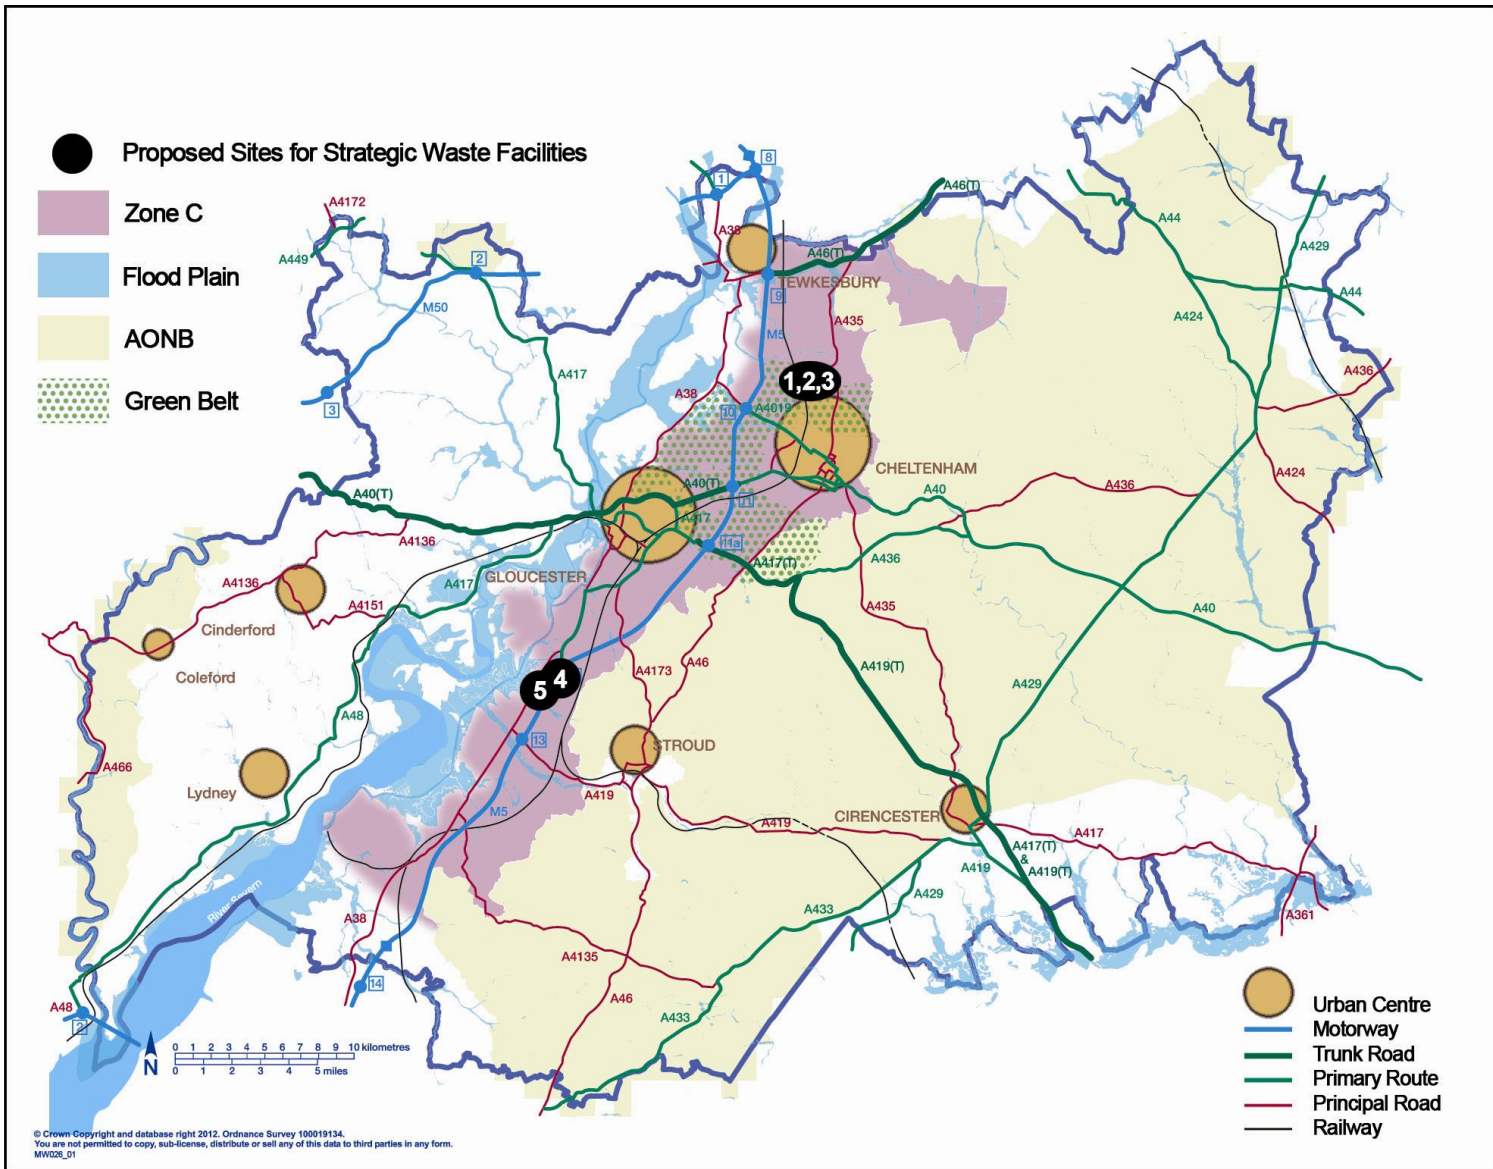 Proposed Sites for Strategic Waste Facilities
Zone C
Flood Plain
AONB
Green Belt
A4172
A449
2
M50
3
A417
1
8
A38
A46(T)
A46(T)
TEWKESBURY
9
M5
A435
A44
A429
A44
A424
A436
A424
1,2,3
A38
10
A4019
CHELTENHAM
A40(T)
A40(T)
11
A417
11a
A417(T)
A40
A436
A436
A435
A40
A4136
A4136
A417
A4151
GLOUCESTER
Cinderford
Coleford
A48
A466
Lydney
5
4
A4173
A46
A419(T)
A429
13
STROUD
M5
A419
A419
CIRENCESTER
A417
A417(T)
&
A419(T)
A419
A429
A433
A361
River Severn
A38
14
A4135
A46
A433
A48
2
N
0 1 2 3 4 5 6 7 8 9 10 kilometres
0 1 2 3 4 5 miles
Urban Centre
Motorway
Trunk Road
Primary Route
Principal Road
Railway
© Crown Copyright and database right 2012. Ordnance Survey 100019134.
You are not permitted to copy, sub-license, distribute or sell any of this data to third parties in any form.
MW026_01